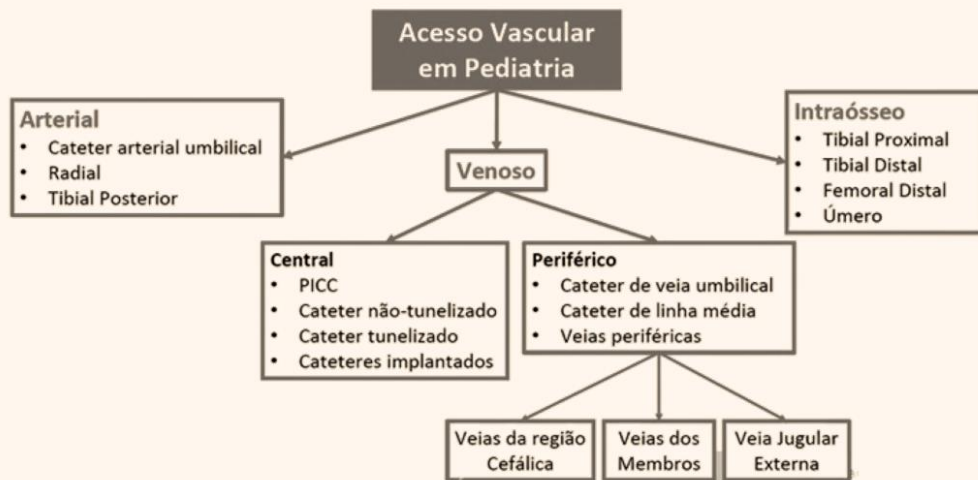 Acesso Vascular
em Pediatria
Arterial
• Cateter arterial umbilical
• Radial
• Tibial Posterior
Venoso
Intraósseo
• Tibial Proximal
• Tibial Distal
• Femoral Distal
• Úmero
Central
• PICC
• Cateter não-tunelizado
• Cateter tunelizado
• Cateteres implantados
Periférico
• Cateter de veia umbilical
• Cateter de linha média
• Veias periféricas
Veias da região
Cefálica
Veias dos
Membros
Veia Jugular
Externa